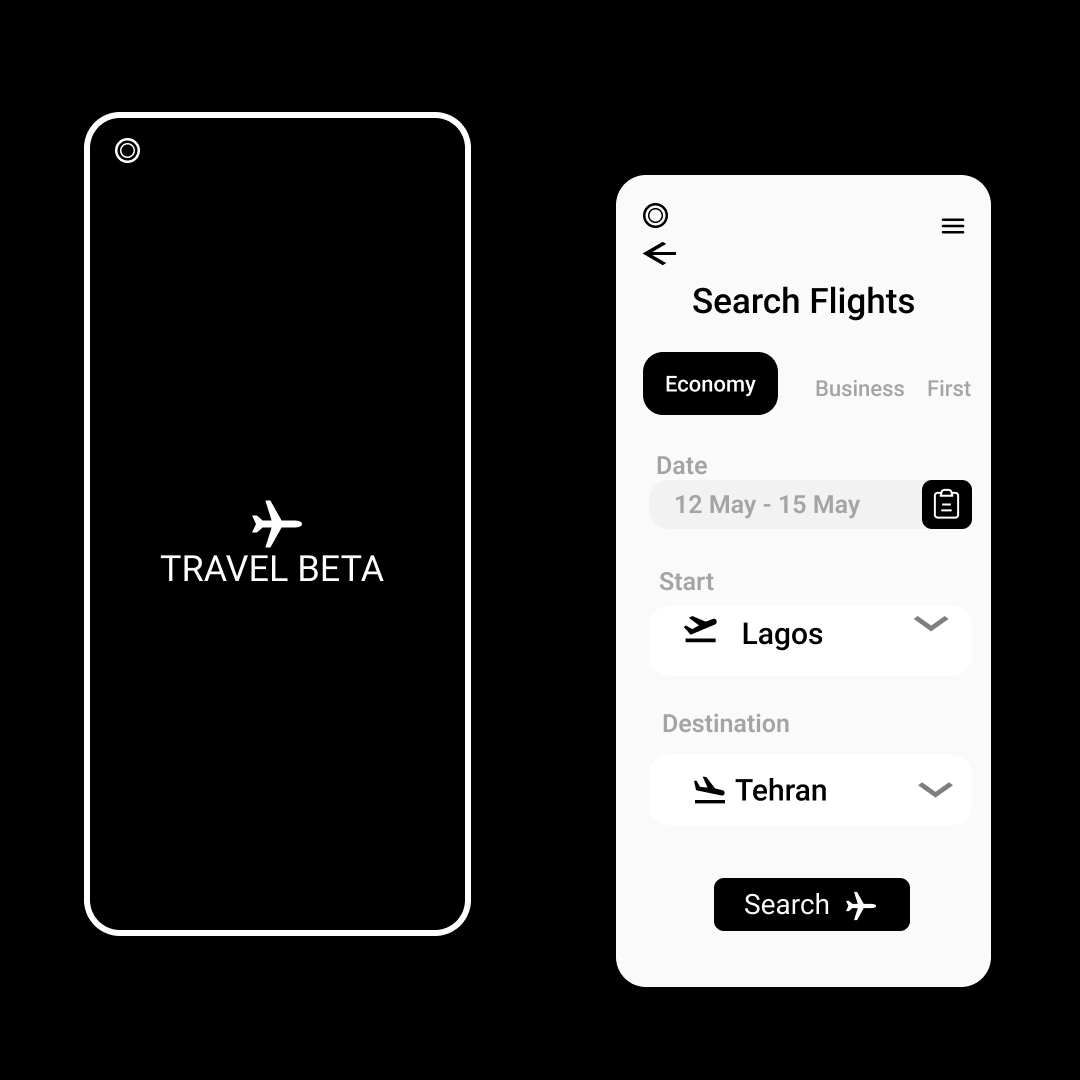 TRAVEL BETA
Search Flights
Economy
Business
First
Date
12 May - 15 May
Start
Lagos
Destination
Tehran
Search